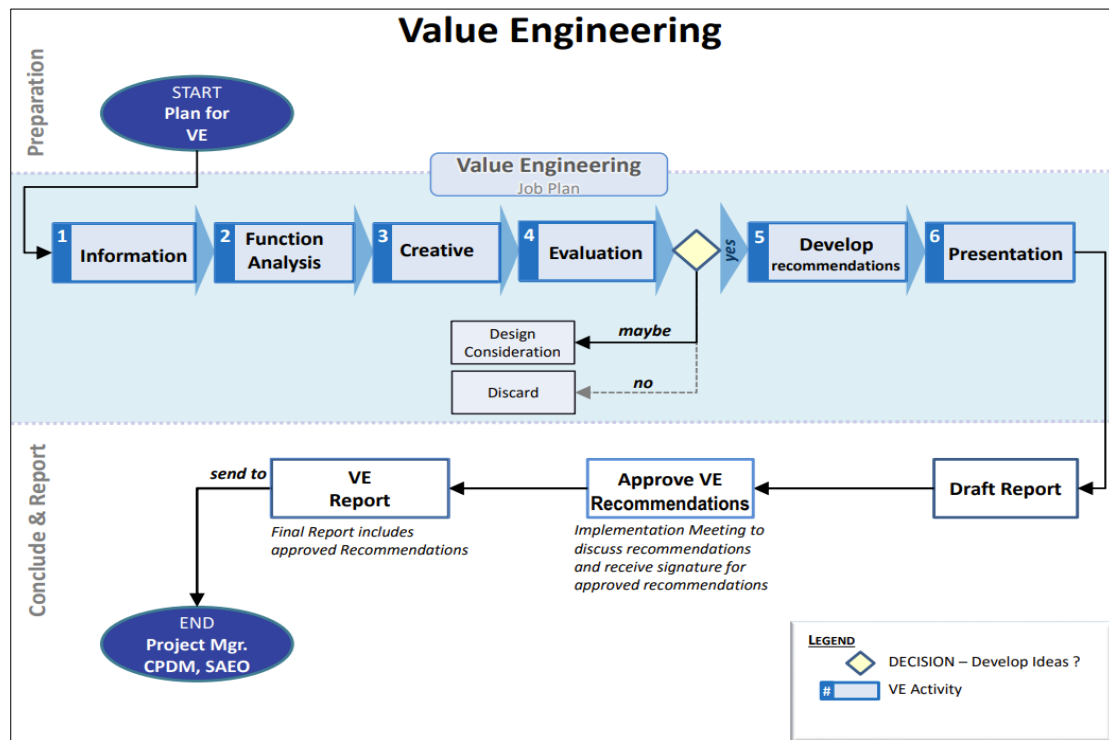 Value Engineering
Preparation
START
Plan for
VE
Value Engineering
Job Plan
1
Information
2
Function
Analysis
3
Creative
4
Evaluation
yes
5
Develop
recommendations
6
Presentation
maybe
Design
Consideration
no
Discard
Conclude & Report
send to
VE
Report
Final Report includes
approved Recommendations
Approve VE
Recommendations
Implementation Meeting to
discuss recommendations
and receive signature for
approved recommendations
Draft Report
END
Project Mgr.
CPDM, SAEO
LEGEND
DECISION – Develop Ideas ?
# VE Activity